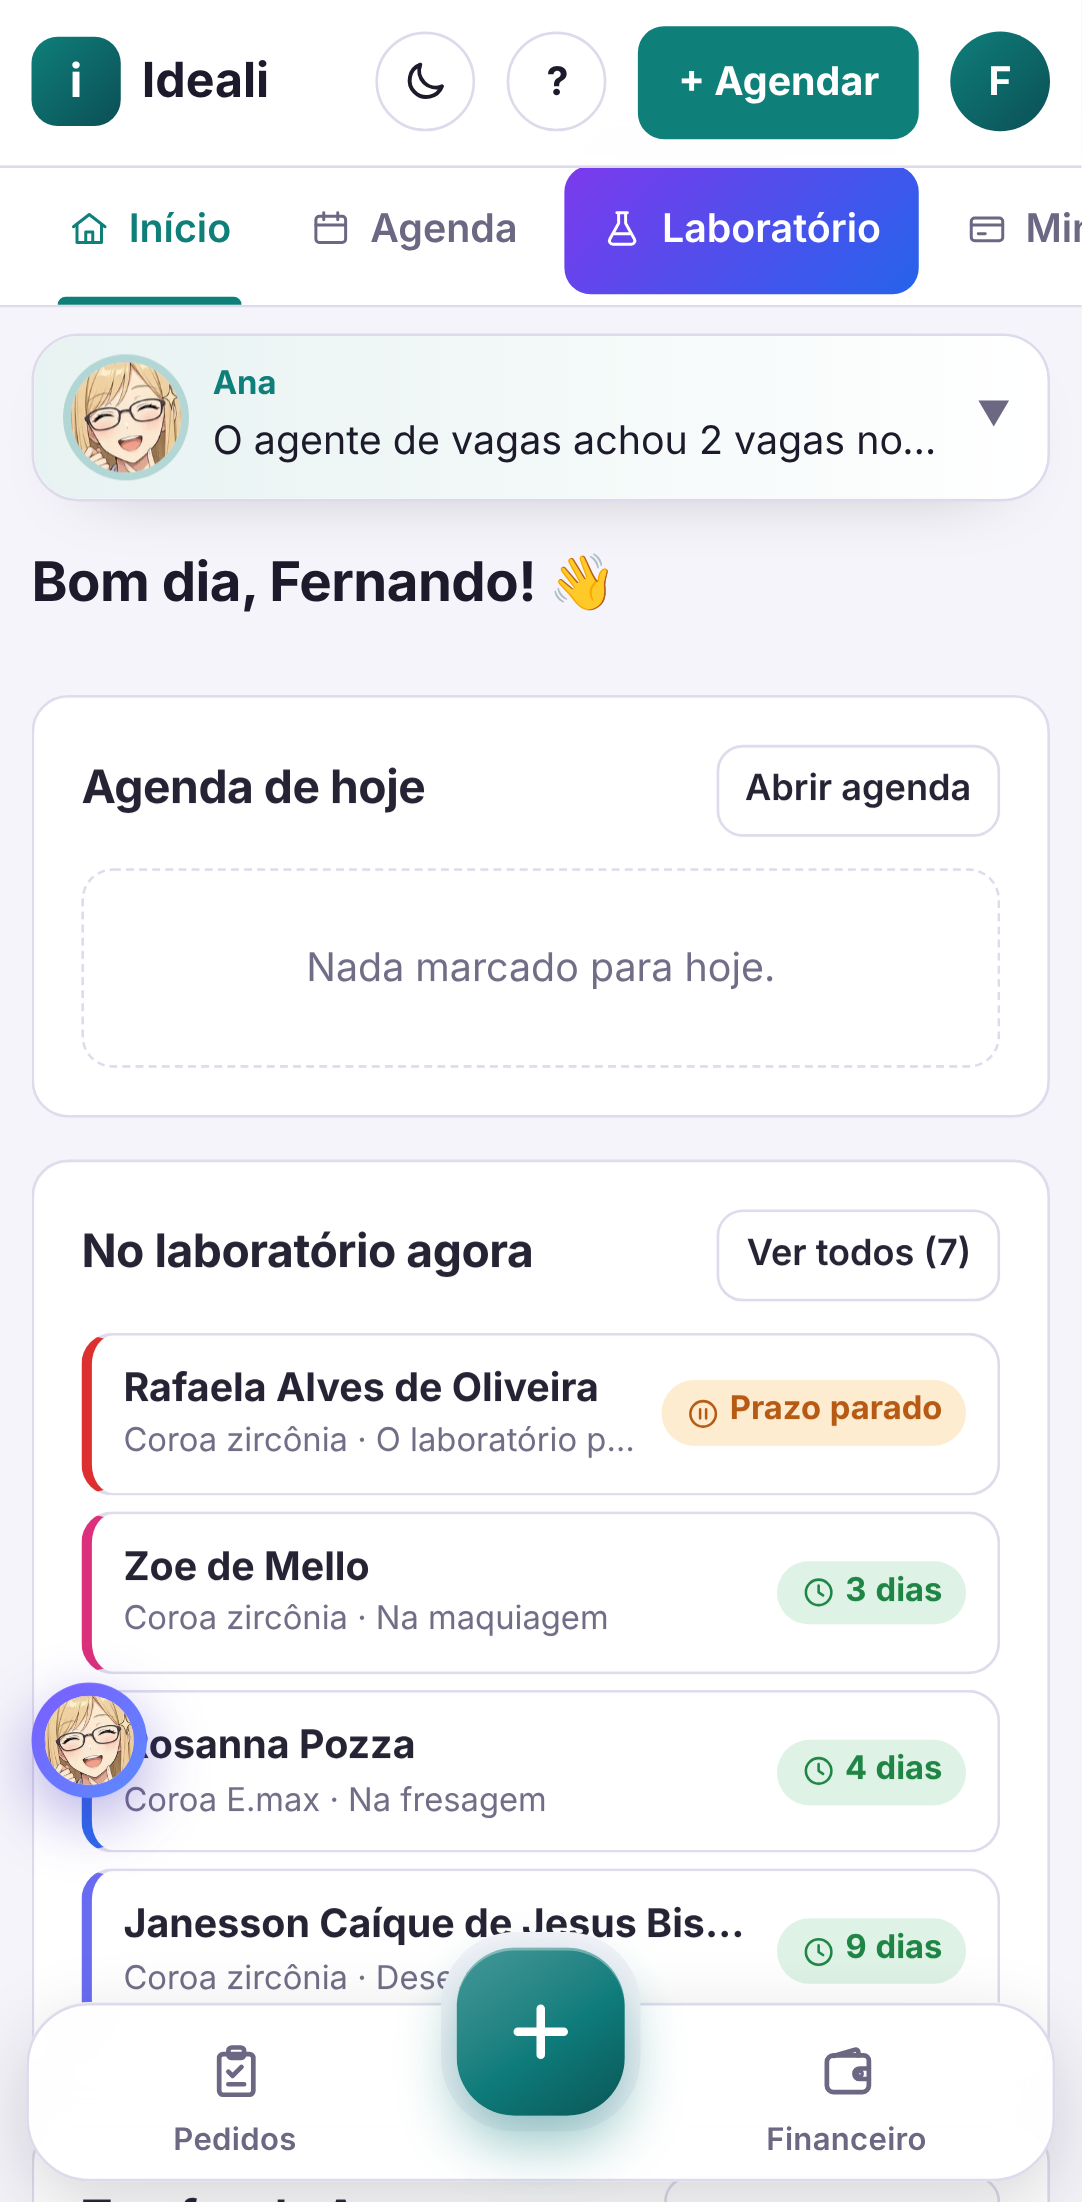 i Ideali ? + Agendar F
Início Agenda Laboratório
Ana
O agente de vagas achou 2 vagas no...
Bom dia, Fernando! 👋
Agenda de hoje Abrir agenda
Nada marcado para hoje.
No laboratório agora Ver todos (7)
Rafaela Alves de Oliveira
Coroa zircônia · O laboratório p...
Prazo parado
Zoe de Mello
Coroa zircônia · Na maquiagem
3 dias
Rosanna Pozza
Coroa E.max · Na fresagem
4 dias
Janesson Caíque de Jesus Bis...
Coroa zircônia ·
9 dias
Pedidos + Financeiro